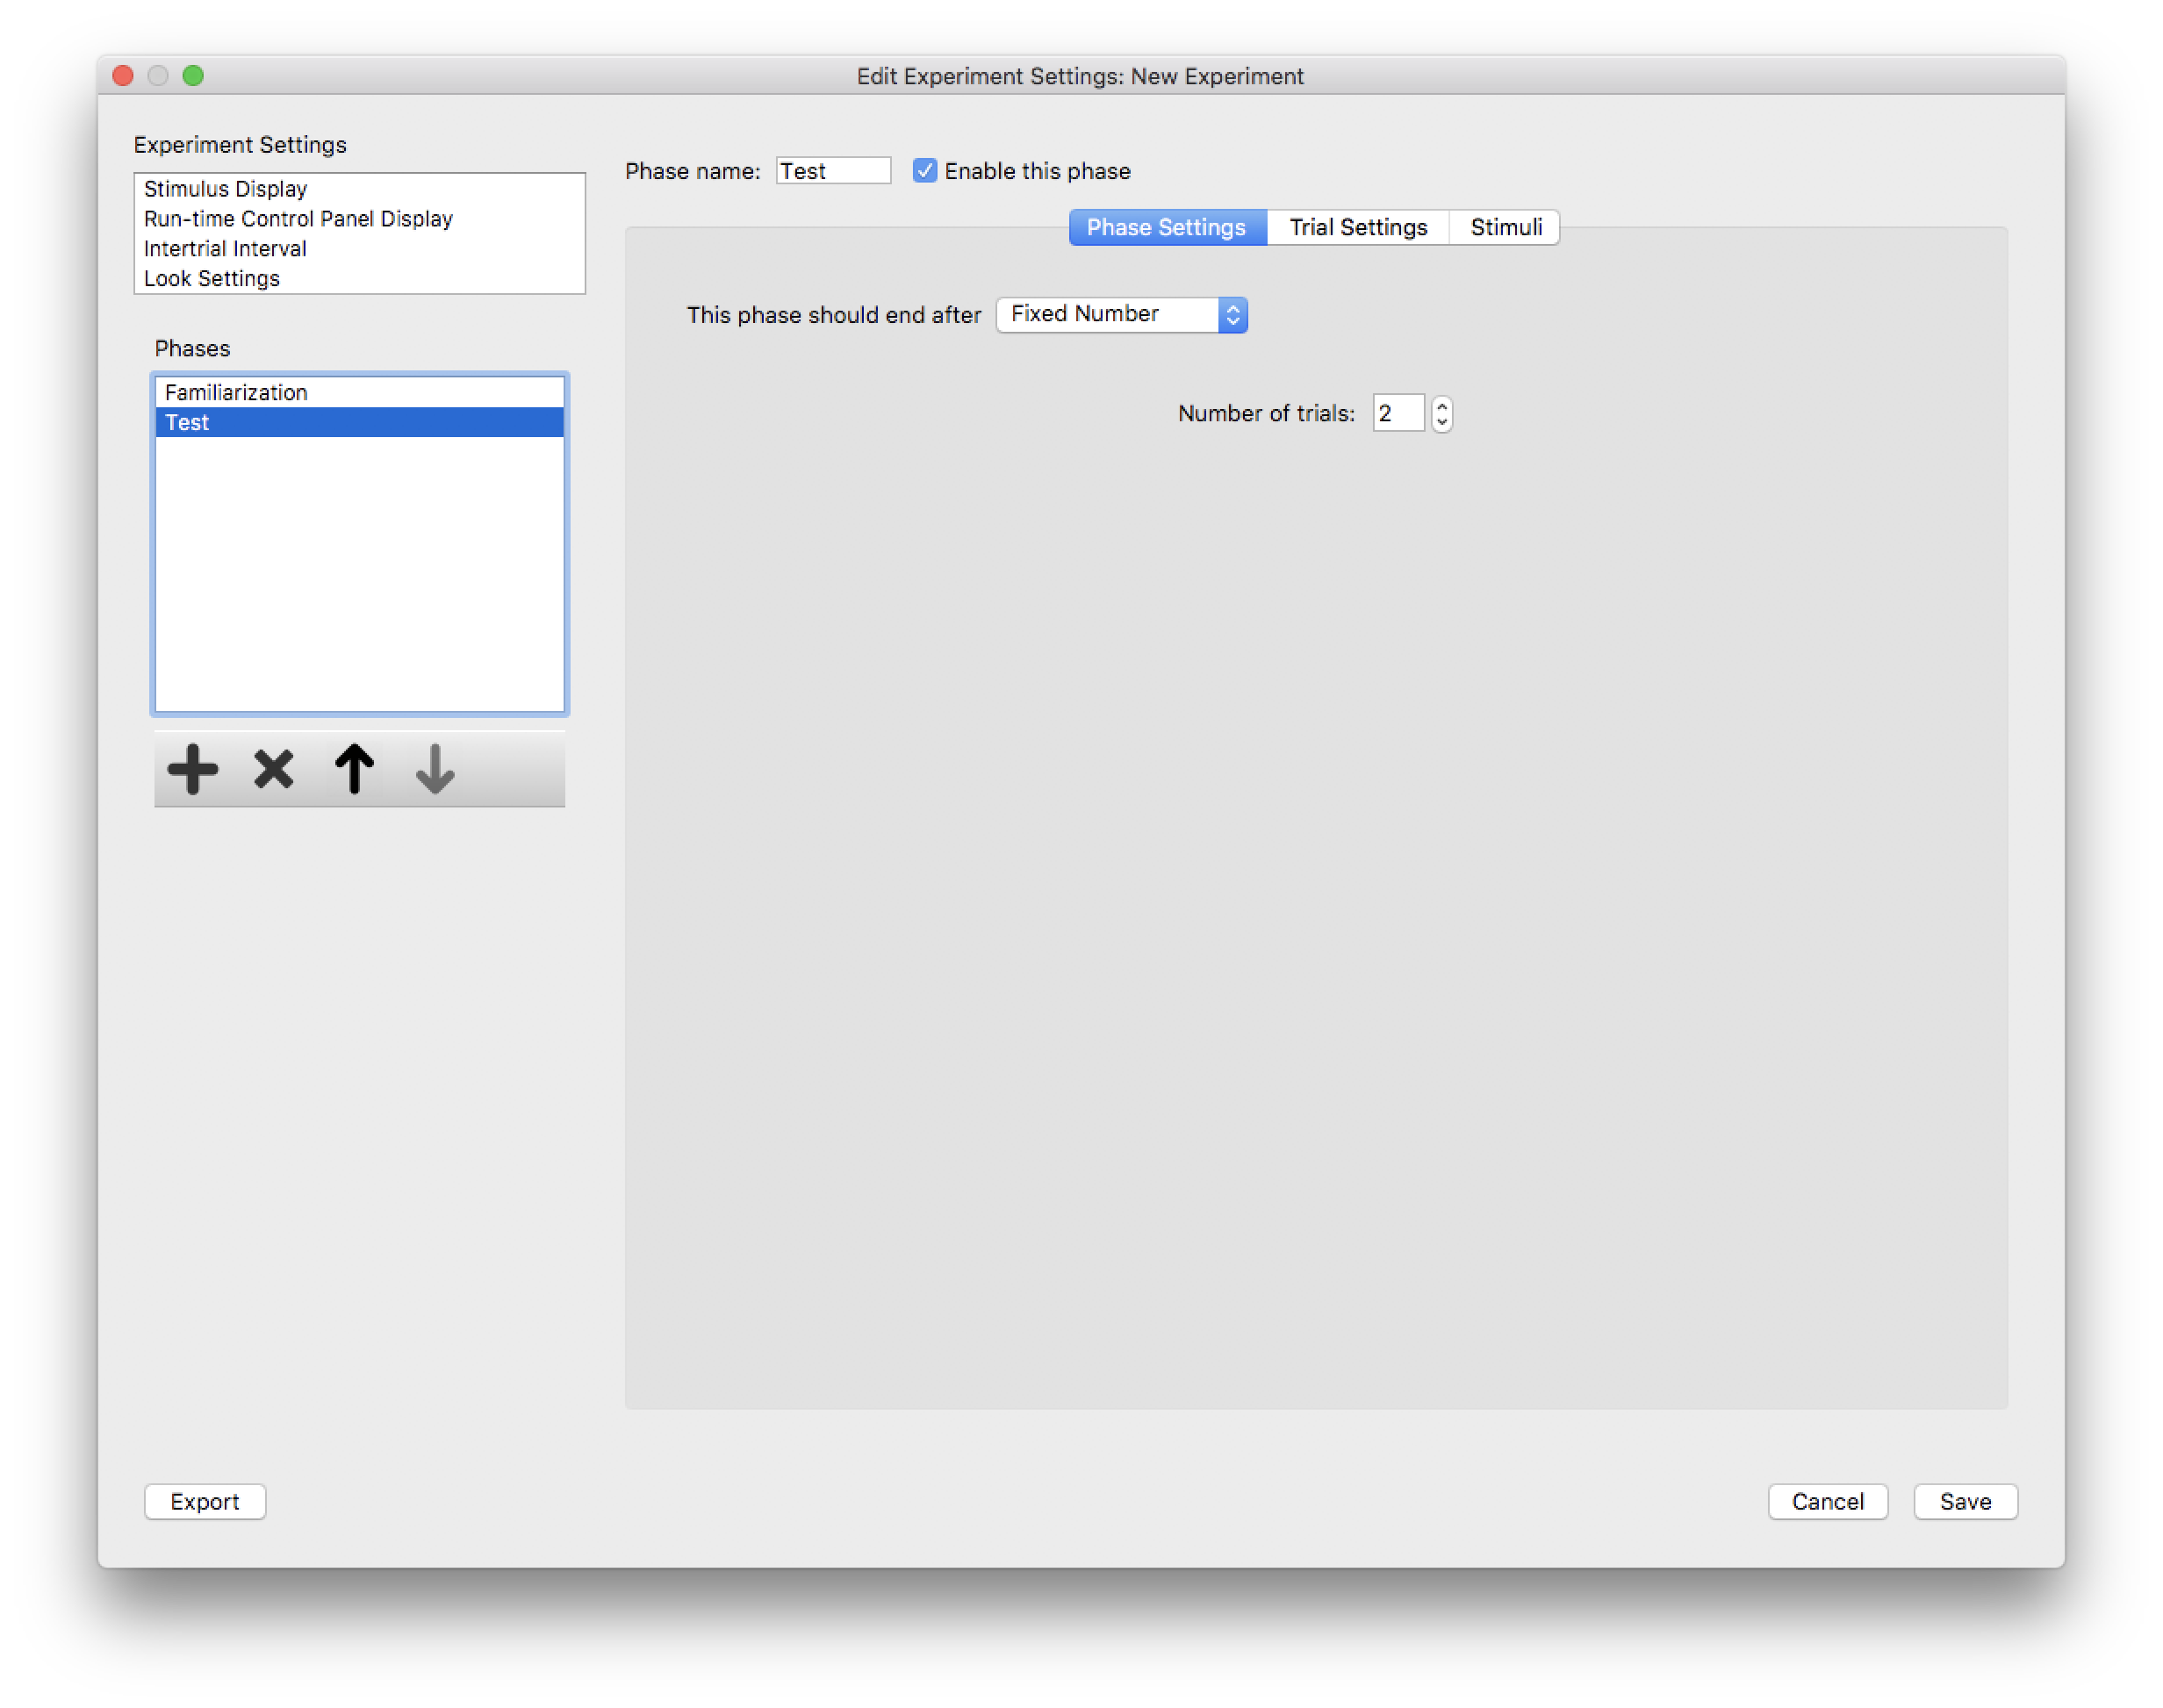 Edit Experiment Settings: New Experiment
Experiment Settings
Stimulus Display
Run-time Control Panel Display
Intertrial Interval
Look Settings
Phases
Familiarization
Test
Phase name: Test Enable this phase
Phase Settings Trial Settings Stimuli
This phase should end after Fixed Number
Number of trials: 2
Export Cancel Save